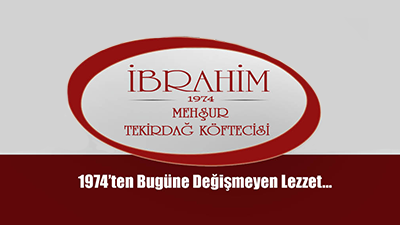 İBRAHİM
1974
MEHŞUR
TEKİRDAĞ KÖFTECİSİ
1974'ten Bugüne Değişmeyen Lezzet...